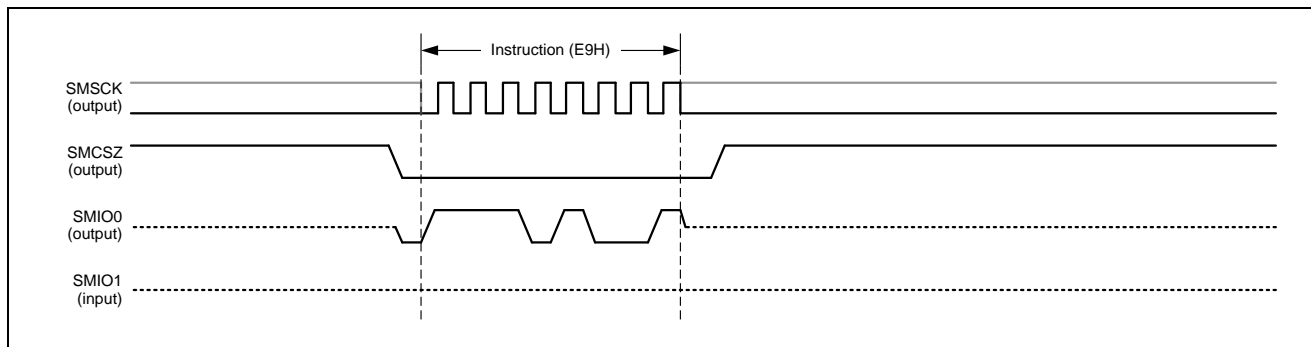 Instruction (E9H)
SMSCK
(output)
SMCSZ
(output)
SMIO0
(output)
SMIO1
(input)